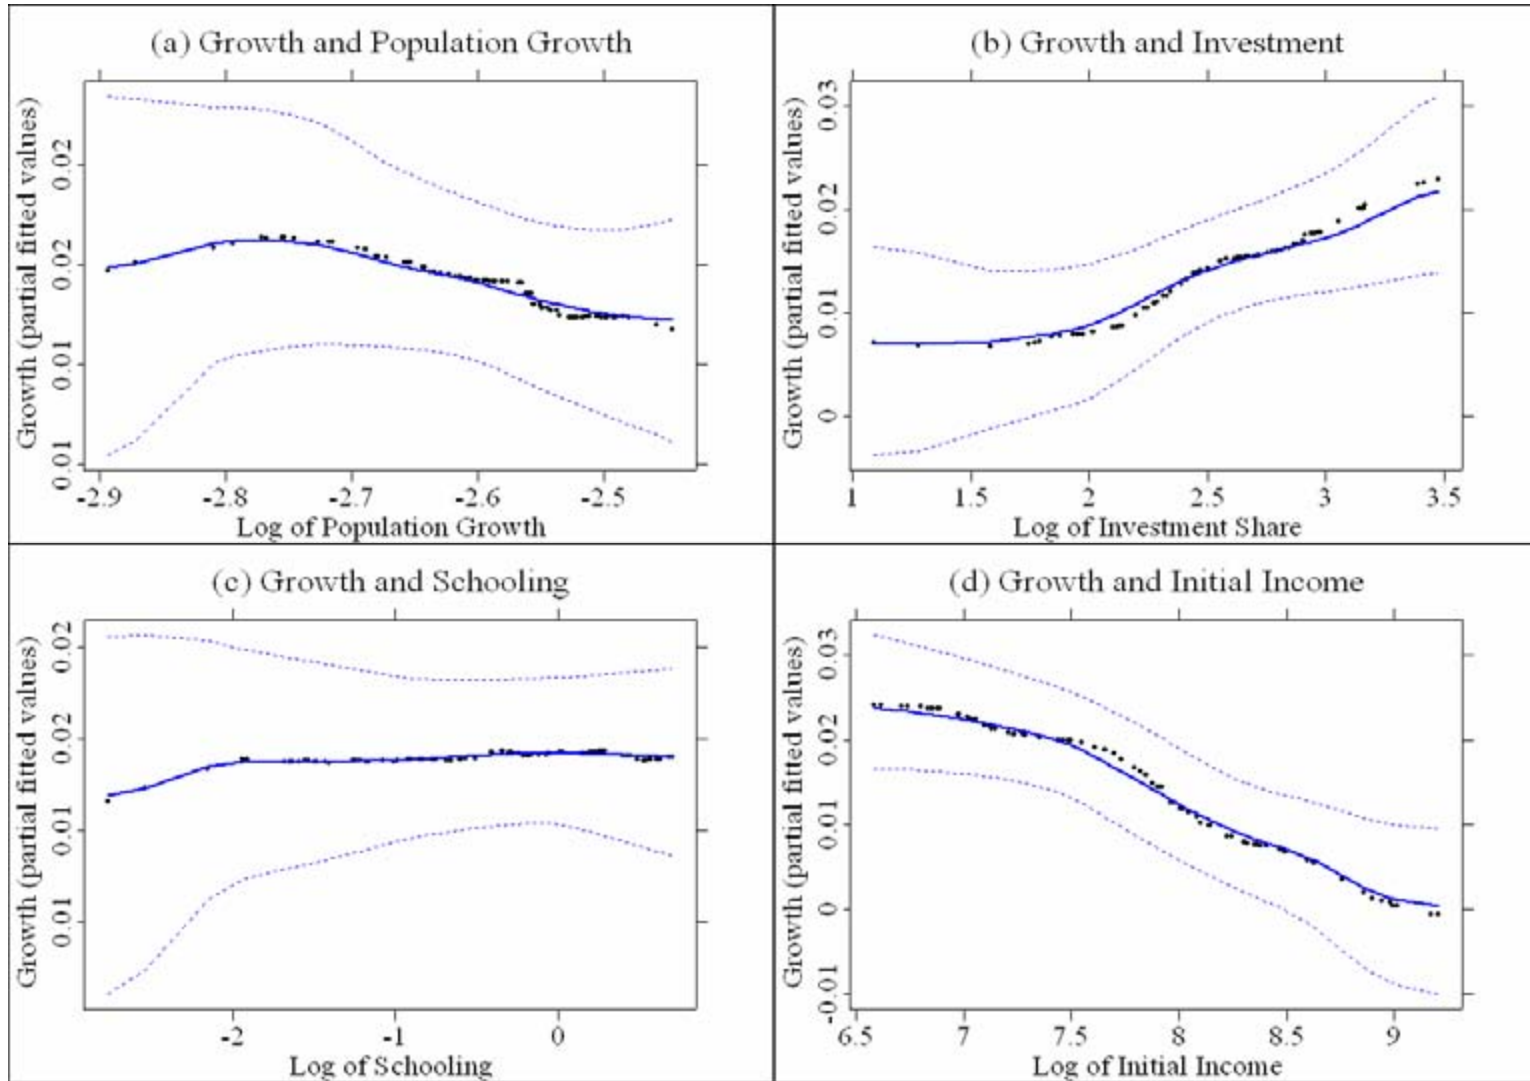 (a) Growth and Population Growth
Growth (partial fitted values)
0.02
0.02
0.01
0.01
-2.9 -2.8 -2.7 -2.6 -2.5
Log of Population Growth
(b) Growth and Investment
Growth (partial fitted values)
0.03
0.02
0.01
0
1 1.5 2 2.5 3 3.5
Log of Investment Share
(c) Growth and Schooling
Growth (partial fitted values)
0.02
0.02
0.01
0.01
-2 -1 0
Log of Schooling
(d) Growth and Initial Income
Growth (partial fitted values)
0.03
0.02
0.01
0
-0.01
6.5 7 7.5 8 8.5 9
Log of Initial Income